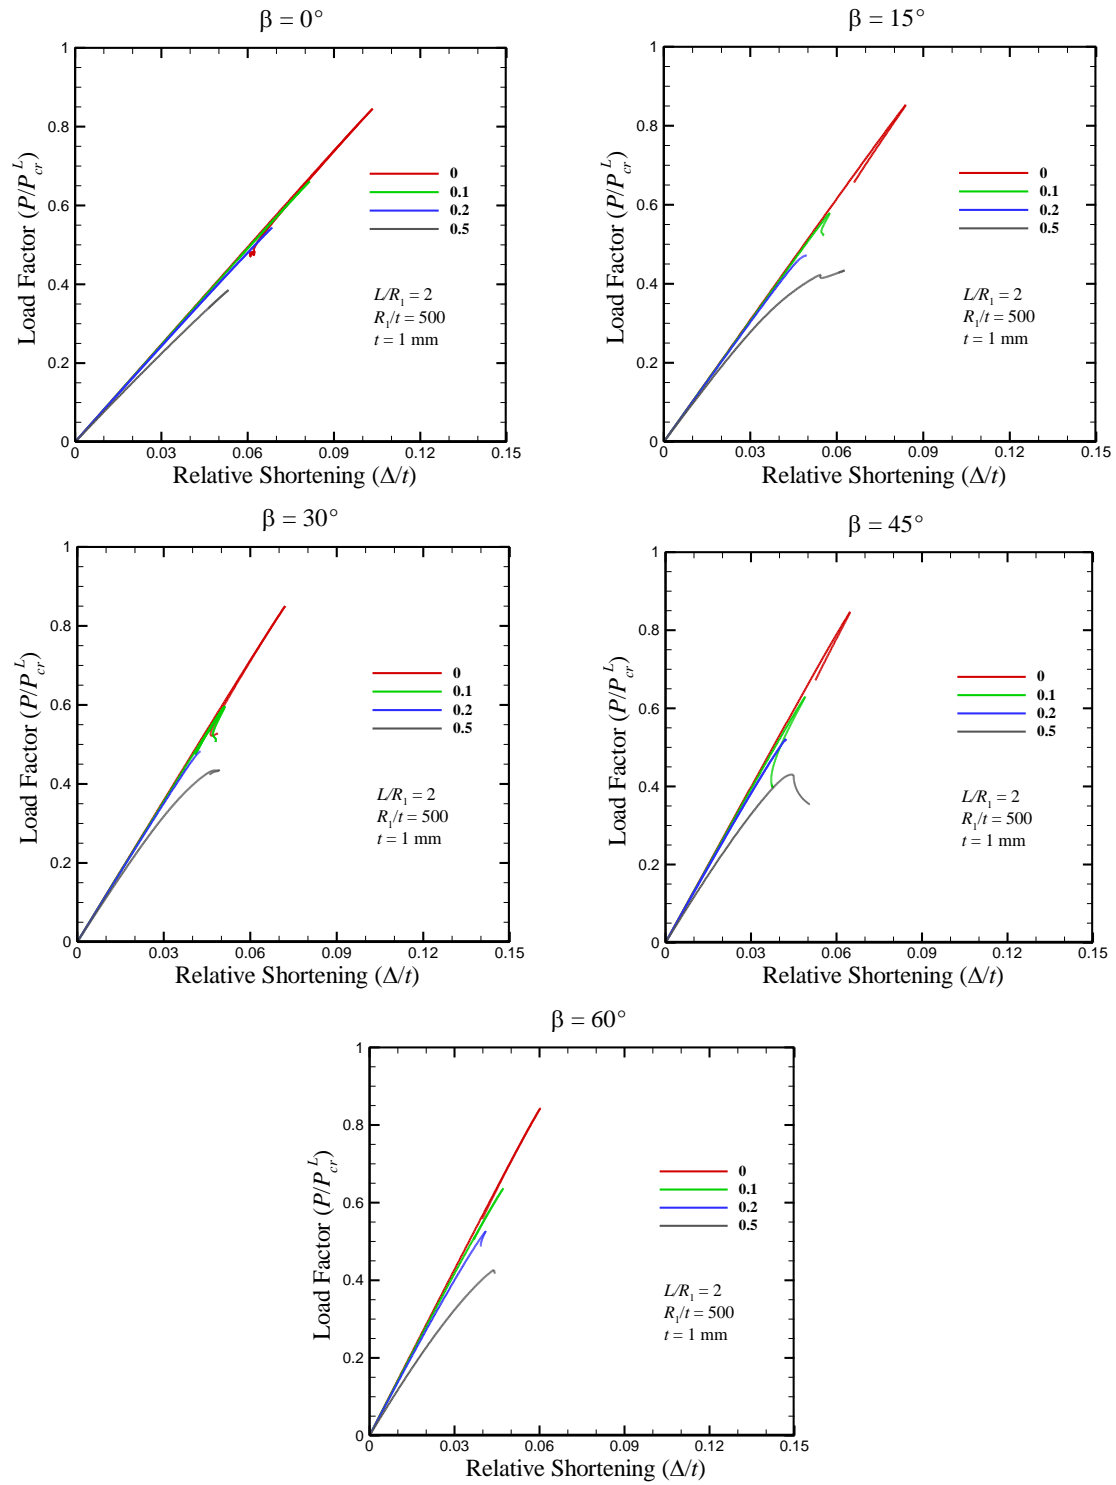 β = 0°
1
0.8
0.6
0.4
0.2
0
0 0.03 0.06 0.09 0.12 0.15
Load Factor (P/P_cr^L)
Relative Shortening (Δ/t)
0
0.1
0.2
0.5
L/R₁ = 2
R₁/t = 500
t = 1 mm
β = 15°
1
0.8
0.6
0.4
0.2
0
0 0.03 0.06 0.09 0.12 0.15
Load Factor (P/P_cr^L)
Relative Shortening (Δ/t)
0
0.1
0.2
0.5
L/R₁ = 2
R₁/t = 500
t = 1 mm
β = 30°
1
0.8
0.6
0.4
0.2
0
0 0.03 0.06 0.09 0.12 0.15
Load Factor (P/P_cr^L)
Relative Shortening (Δ/t)
0
0.1
0.2
0.5
L/R₁ = 2
R₁/t = 500
t = 1 mm
β = 45°
1
0.8
0.6
0.4
0.2
0
0 0.03 0.06 0.09 0.12 0.15
Load Factor (P/P_cr^L)
Relative Shortening (Δ/t)
0
0.1
0.2
0.5
L/R₁ = 2
R₁/t = 500
t = 1 mm
β = 60°
1
0.8
0.6
0.4
0.2
0
0 0.03 0.06 0.09 0.12 0.15
Load Factor (P/P_cr^L)
Relative Shortening (Δ/t)
0
0.1
0.2
0.5
L/R₁ = 2
R₁/t = 500
t = 1 mm